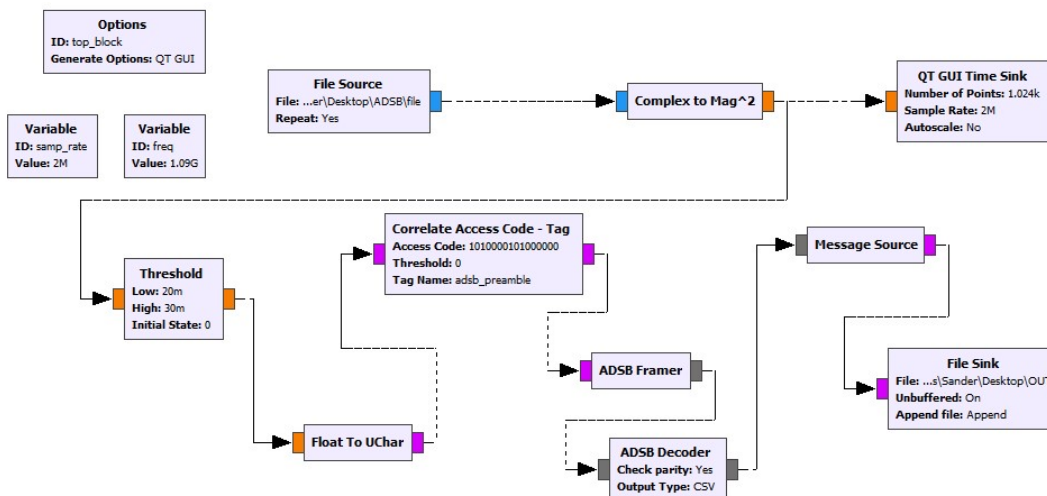 Options
ID: top_block
Generate Options: QT GUI
Variable
ID: samp_rate
Value: 2M
Variable
ID: freq
Value: 1.09G
File Source
File: ...er\Desktop\ADSB\file
Repeat: Yes
Complex to Mag^2
QT GUI Time Sink
Number of Points: 1.024k
Sample Rate: 2M
Autoscale: No
Threshold
Low: 20m
High: 30m
Initial State: 0
Float To UChar
Correlate Access Code - Tag
Access Code: 1010000101000000
Threshold: 0
Tag Name: adsb_preamble
ADSB Framer
ADSB Decoder
Check parity: Yes
Output Type: CSV
Message Source
File Sink
File: ...s\Sander\Desktop\OUT
Unbuffered: On
Append file: Append